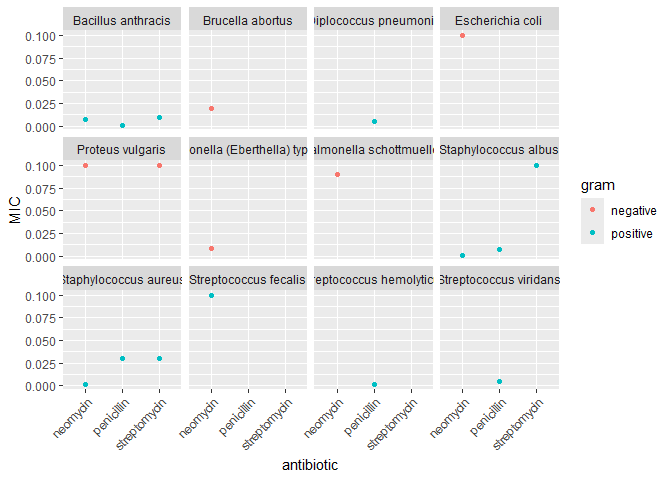 Bacillus anthracis
Brucella abortus
Diplococcus pneumoni
Escherichia coli
0.100
0.075
0.050
0.025
0.000
Proteus vulgaris
onella (Eberthella) typ
almonella schottmuelle
Staphylococcus albus
0.100
0.075
0.050
0.025
0.000
Staphylococcus aureus
Streptococcus fecalis
reptococcus hemolytic
Streptococcus viridans
0.100
0.075
0.050
0.025
0.000
MIC
neomycin
penicillin
streptomycin
neomycin
penicillin
streptomycin
neomycin
penicillin
streptomycin
neomycin
penicillin
streptomycin
antibiotic
gram
negative
positive